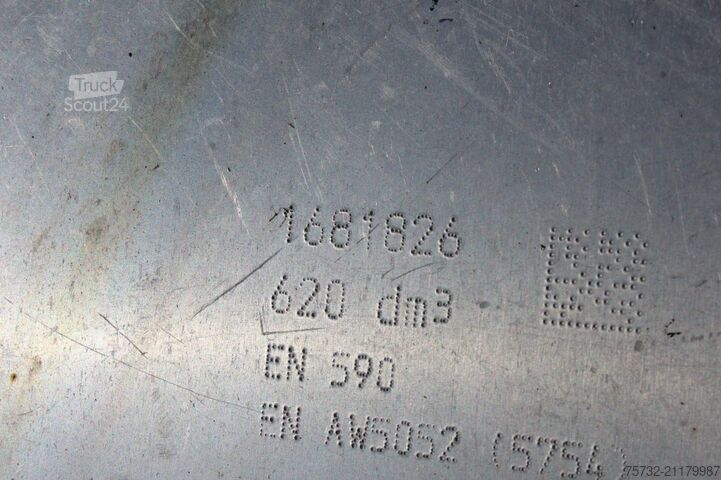 Truck
Scout24
1681826
620 dm3
EN 590
EN AW5052 (5754)
75732-21179987